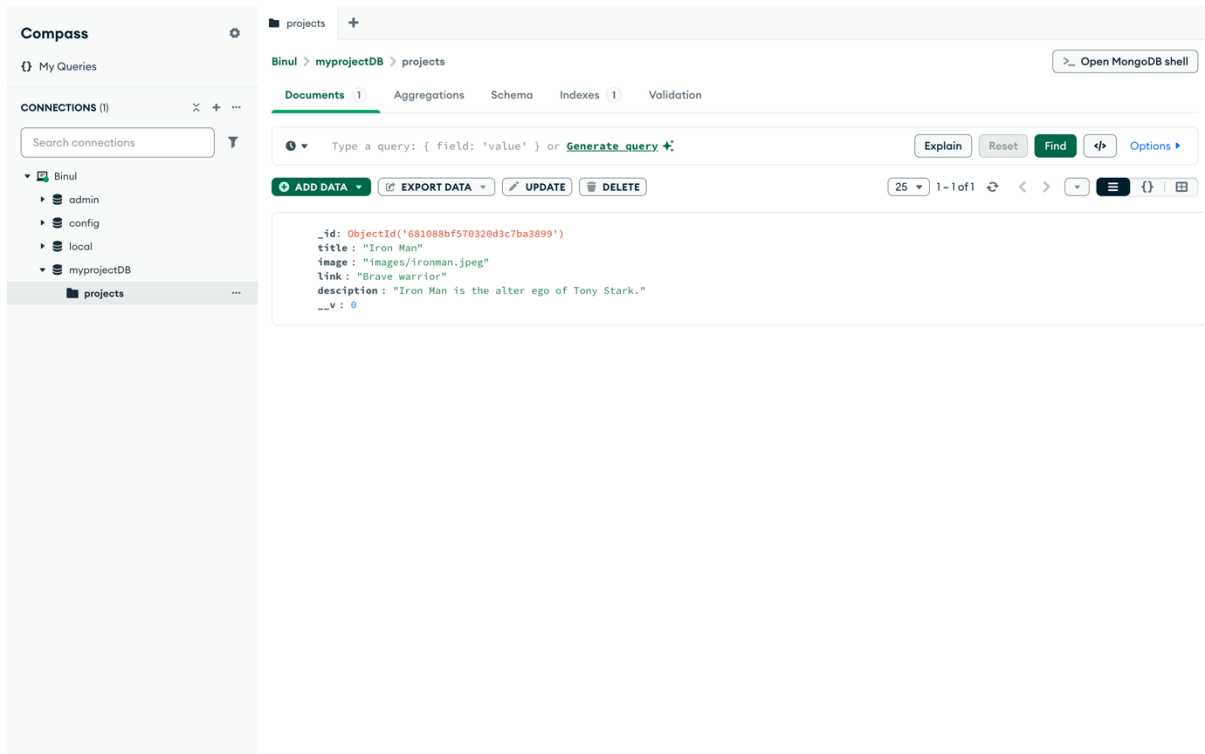 Compass
{} My Queries
CONNECTIONS (1)
Search connections
Binul
admin
config
local
myprojectDB
projects
projects
Binul > myprojectDB > projects
>_ Open MongoDB shell
Documents 1 Aggregations Schema Indexes 1 Validation
Type a query: { field: 'value' } or Generate query
Explain Reset Find </> Options
ADD DATA EXPORT DATA UPDATE DELETE
25 1 – 1 of 1 {}
_id: ObjectId('681088bf570320d3c7ba3899')
title : "Iron Man"
image : "images/ironman.jpeg"
link : "Brave warrior"
desciption : "Iron Man is the alter ego of Tony Stark."
__v : 0